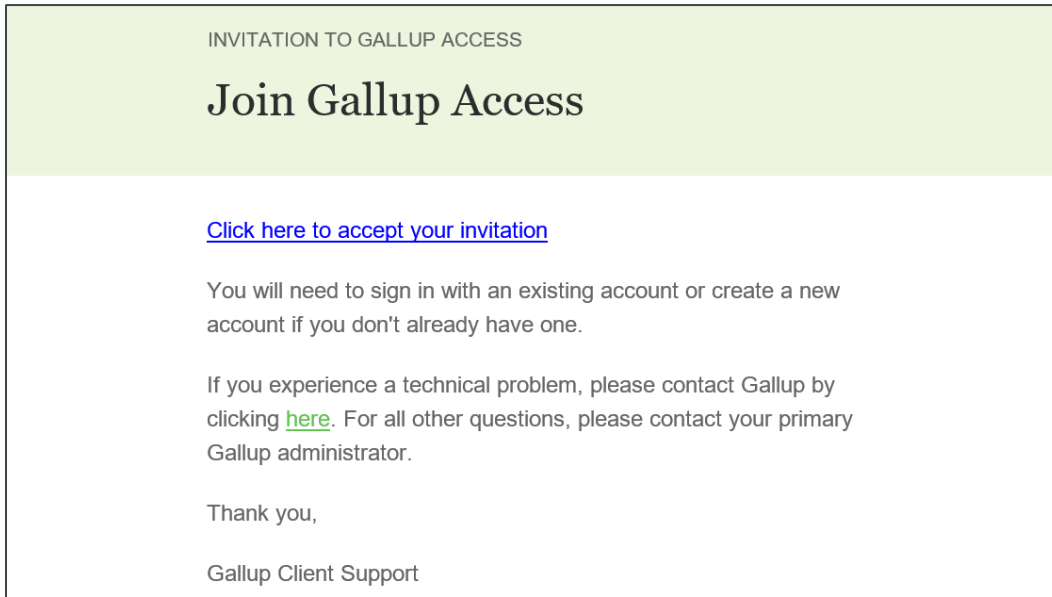 INVITATION TO GALLUP ACCESS
Join Gallup Access
Click here to accept your invitation
You will need to sign in with an existing account or create a new
account if you don't already have one.
If you experience a technical problem, please contact Gallup by
clicking here. For all other questions, please contact your primary
Gallup administrator.
Thank you,
Gallup Client Support